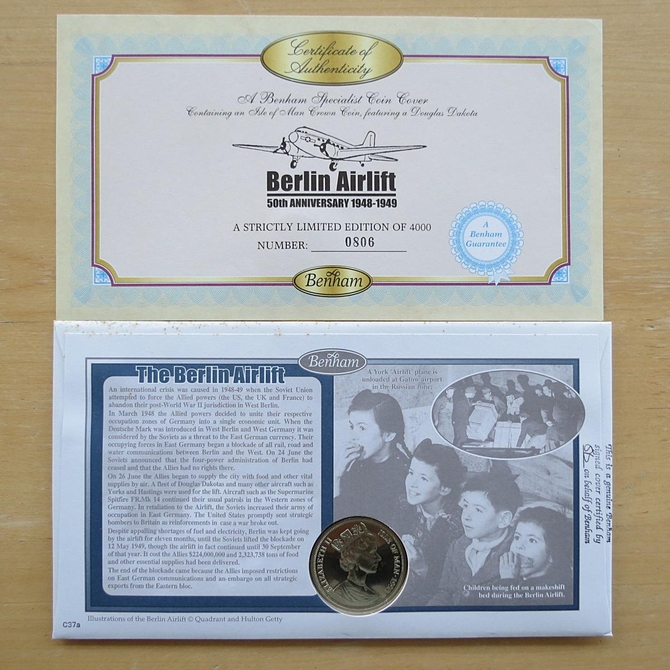 Certificate of
Authenticity
A Benham Specialist Coin Cover
Containing an Isle of Man Crown Coin, featuring a Douglas Dakota
Berlin Airlift
50th ANNIVERSARY 1948-1949
A STRICTLY LIMITED EDITION OF 4000
NUMBER: 0806
A
Benham
Guarantee
Benham
Benham
The Berlin Airlift
An international crisis was caused in 1948-49 when the Soviet Union
attempted to force the Allied powers (the US, the UK and France) to
abandon their post-World War II jurisdiction in West Berlin.
In March 1948 the Allied powers decided to unite their respective
occupation zones of Germany into a single economic unit. When the
Deutsche Mark was introduced in West Berlin and West Germany it was
considered by the Soviets as a threat to the East German currency. Their
occupying forces in East Germany began a blockade of all rail, road and
water communications between Berlin and the West. On 24 June the
Soviets announced that the four-power administration of Berlin had
ceased and that the Allies had no rights there.
On 26 June the Allies began to supply the city with food and other vital
supplies by air. A fleet of Douglas Dakotas and many other aircraft such as
Yorks and Hastings were used for the lift. Aircraft such as the Supermarine
Spitfire FR.Mk 14 continued their usual patrols in the Western zones of
Germany. In retaliation to the Airlift, the Soviets increased their army of
occupation in East Germany. The United States promptly sent strategic
bombers to Britain as reinforcements in case a war broke out.
Despite appalling shortages of fuel and electricity, Berlin was kept going
by the airlift for eleven months, until the Soviets lifted the blockade on
12 May 1949, though the airlift in fact continued until 30 September
of that year. It cost the Allies $224,000,000 and 2,323,738 tons of food
and other essential supplies had been delivered.
The end of the blockade came because the Allies imposed restrictions
on East German communications and an embargo on all strategic
exports from the Eastern bloc.
A York 'Airlift' plane is
unloaded at Gatow airport
in the Russian zone.
ELIZABETH II ISLE OF MAN
Children being fed on a makeshift
bed during the Berlin Airlift.
This is a genuine Benham
signed cover certified by
on behalf of Benham
C37a
Illustrations of the Berlin Airlift © Quadrant and Hulton Getty